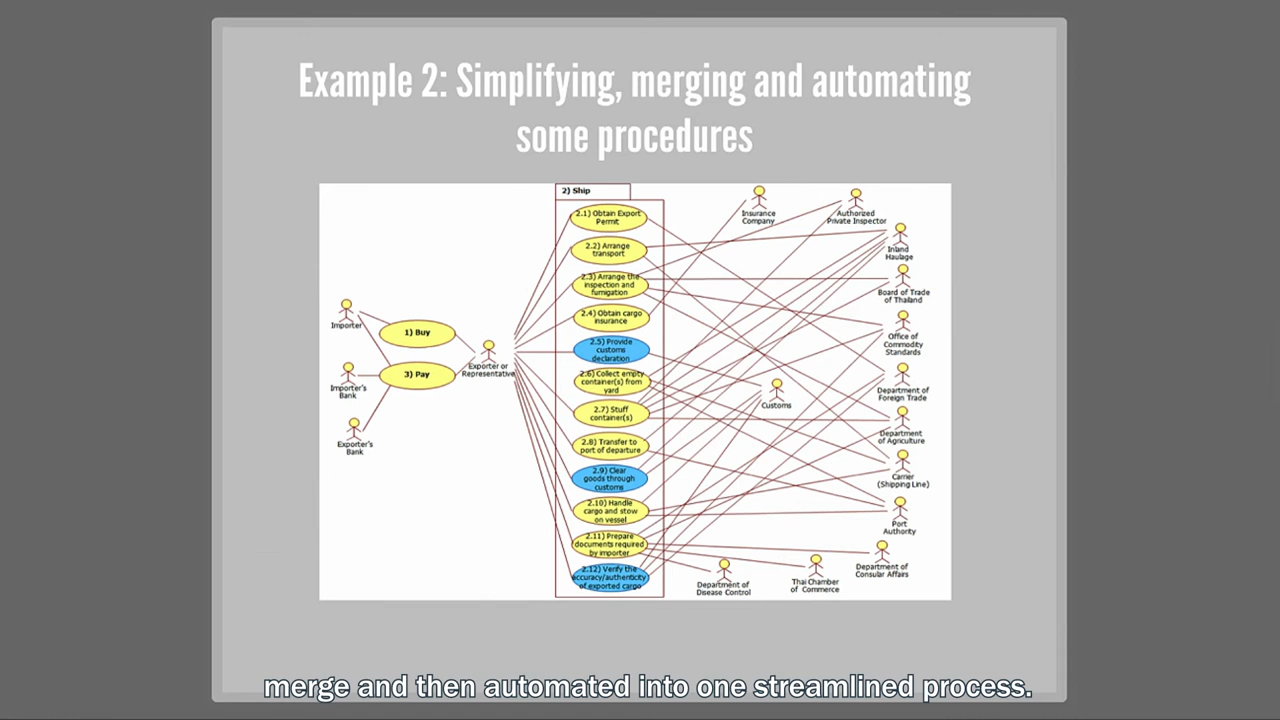 Example 2: Simplifying, merging and automating
some procedures
2) Ship
2.1) Obtain Export
Permit
2.2) Arrange
transport
2.3) Arrange the
inspection and
fumigation
2.4) Obtain cargo
insurance
2.5) Provide
customs
declaration
2.6) Collect empty
container(s) from
yard
2.7) Stuff
container(s)
2.8) Transfer to
port of departure
2.9) Clear
goods through
customs
2.10) Handle
cargo and stow
on vessel
2.11) Prepare
documents required
by importer
2.12) Verify the
accuracy/authenticity
of exported cargo
Importer
Importer's
Bank
Exporter's
Bank
1) Buy
3) Pay
Exporter or
Representative
Insurance
Company
Authorized
Private Inspector
Inland
Haulage
Board of Trade
of Thailand
Office of
Commodity
Standards
Department of
Foreign Trade
Customs
Department
of Agriculture
Carrier
(Shipping Line)
Port
Authority
Department of
Consular Affairs
Thai Chamber
of Commerce
Department of
Disease Control
merge and then automated into one streamlined process.